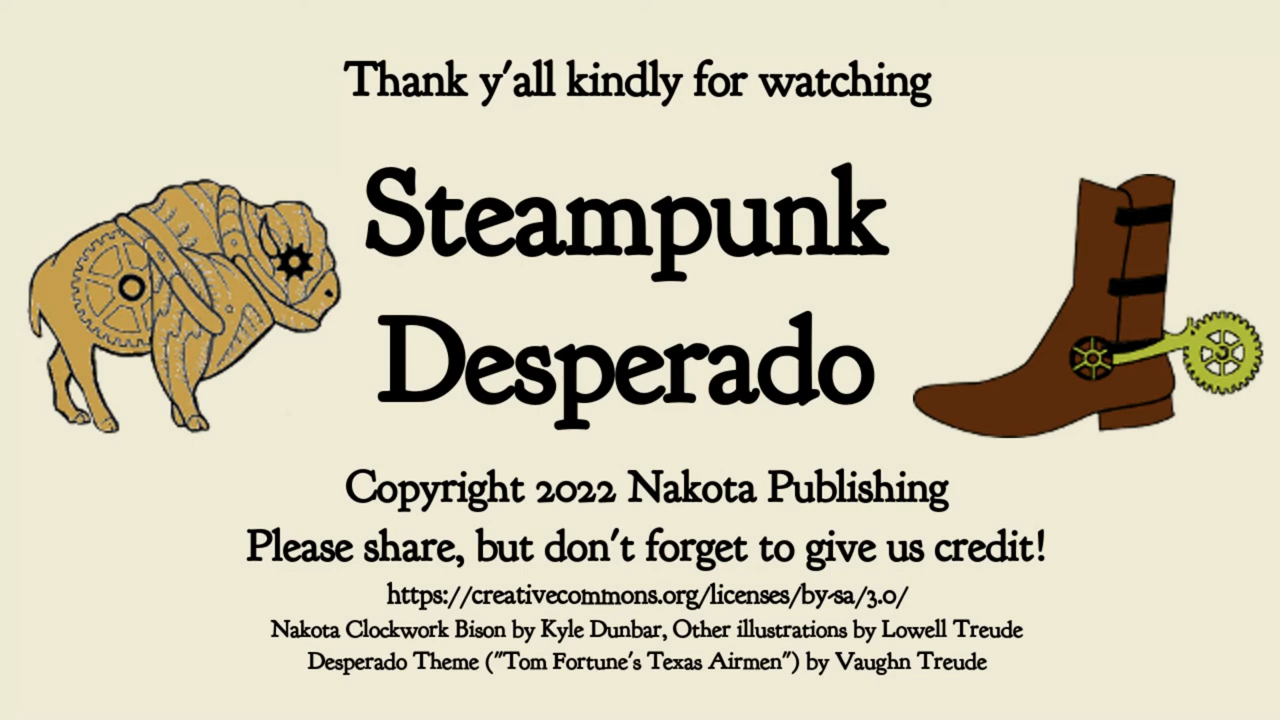 Thank y'all kindly for watching
Steampunk
Desperado
Copyright 2022 Nakota Publishing
Please share, but don't forget to give us credit!
https://creativecommons.org/licenses/by-sa/3.0/
Nakota Clockwork Bison by Kyle Dunbar, Other illustrations by Lowell Treude
Desperado Theme ("Tom Fortune's Texas Airmen") by Vaughn Treude